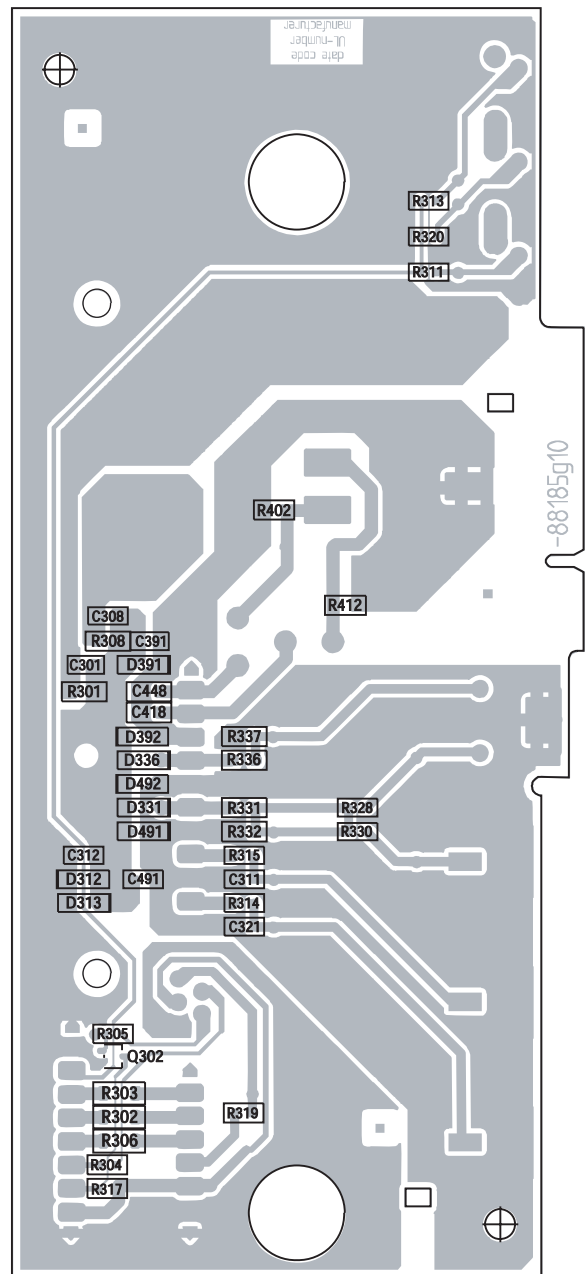 date code
UL-number
manufacturer
R313
R320
R311
-88185g10
R402
R412
C308
R308 C391
C301 D391
R301 C448
C418
D392 R337
D336 R336
D492
D331 R331 R328
D491 R332 R330
C312 R315
D312 C491 C311
D313 R314
C321
R305
Q302
R303
R302 R319
R306
R304
R317